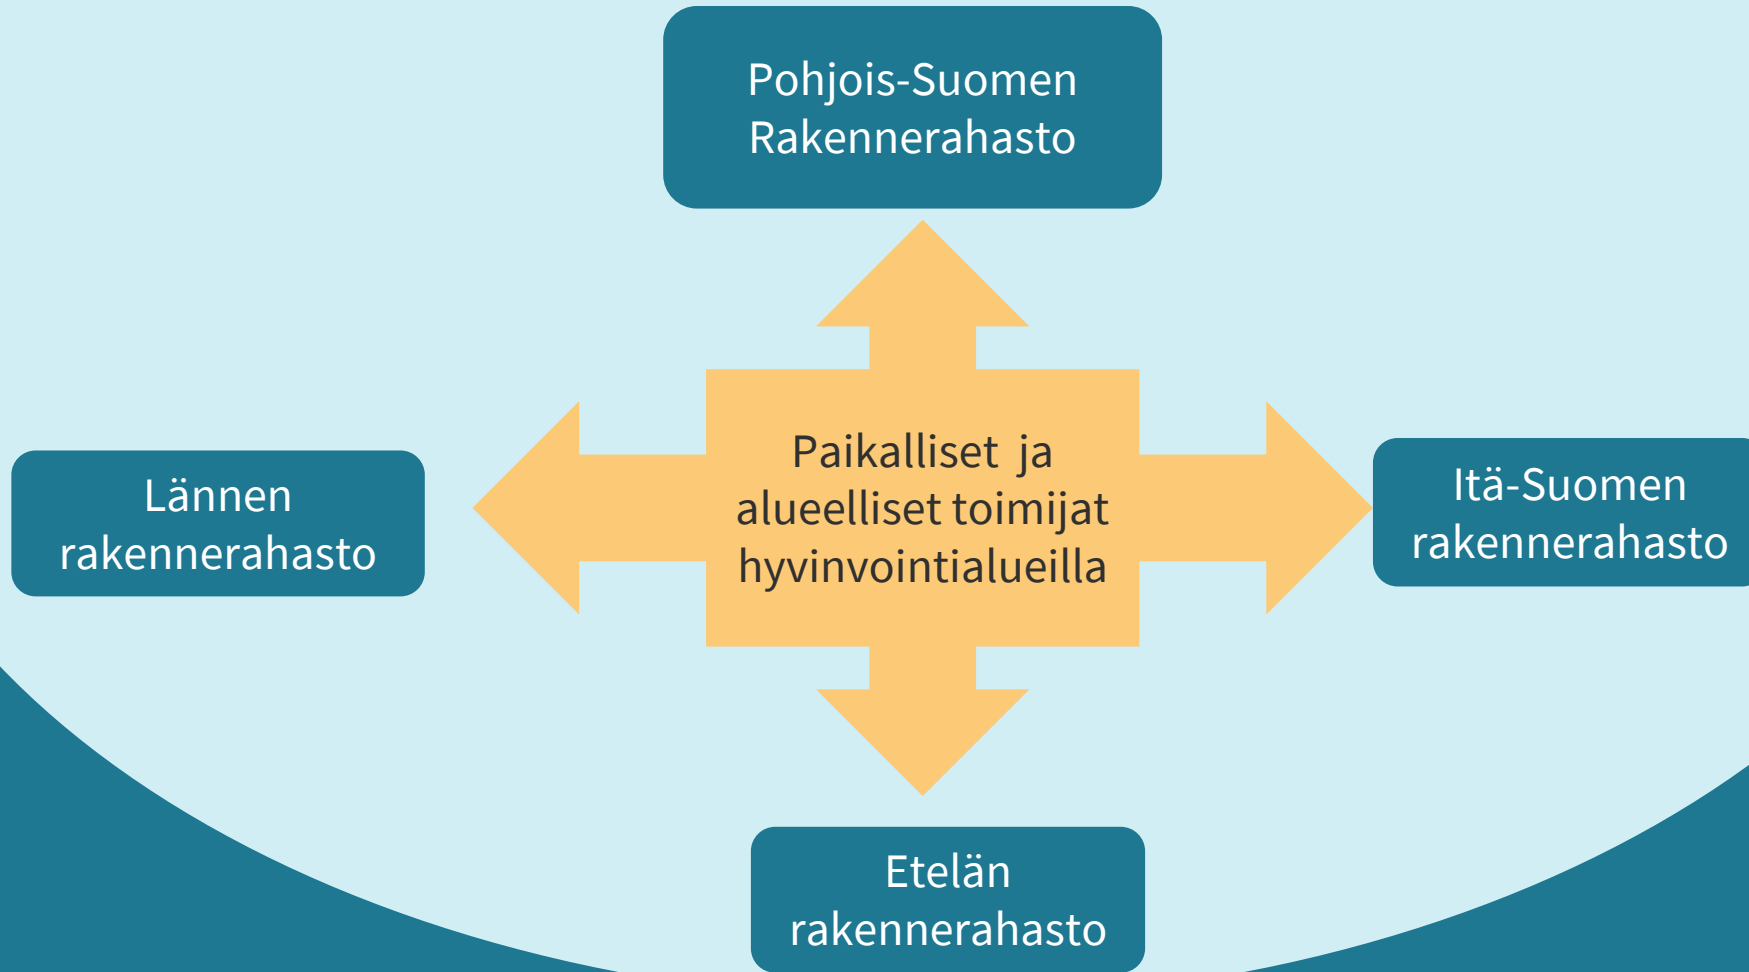 Pohjois-Suomen
Rakennerahasto
Paikalliset ja
alueelliset toimijat
hyvinvointialueilla
Lännen
rakennerahasto
Itä-Suomen
rakennerahasto
Etelän
rakennerahasto